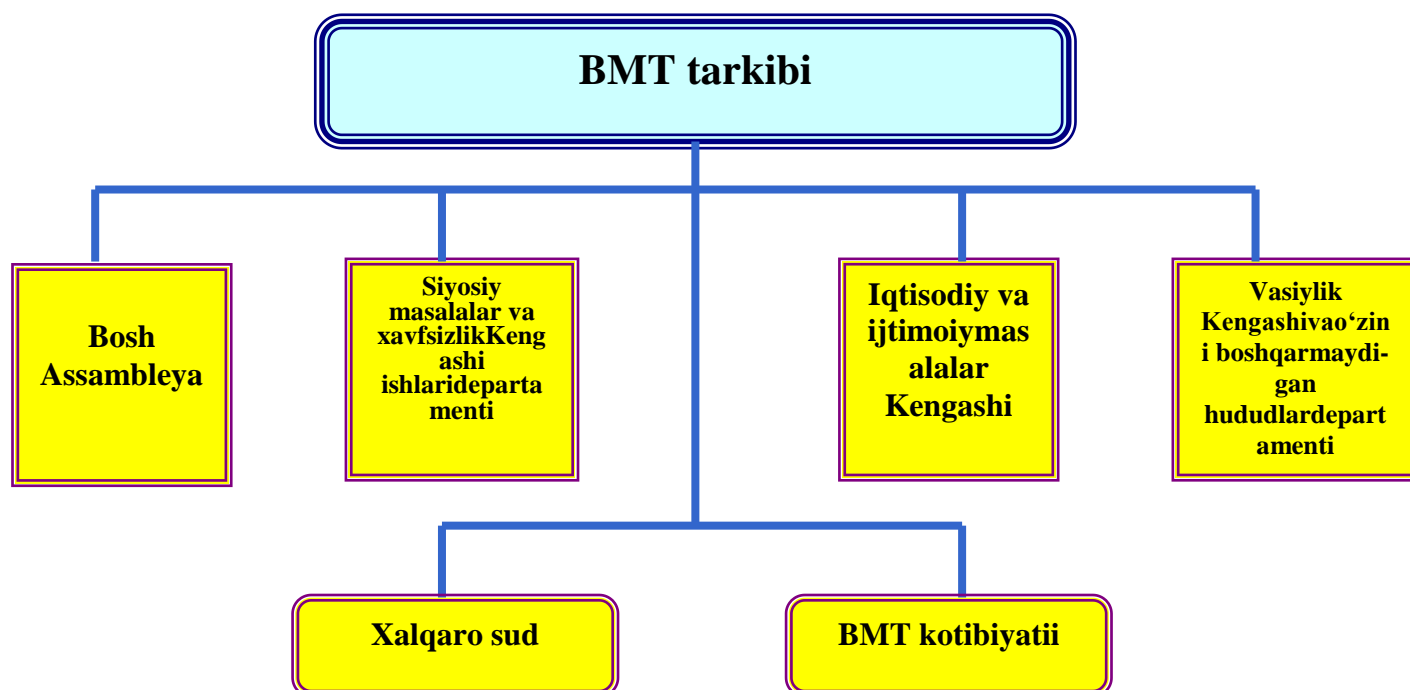 BMT tarkibi
Bosh
Assambleya
Siyosiy
masalalar va
xavfsizlikKeng
ashi
ishlarideparta
menti
Iqtisodiy va
ijtimoiymas
alalar
Kengashi
Vasiylik
Kengashivao‘zin
i boshqarmaydi-
gan
hududlardepart
amenti
Xalqaro sud
BMT kotibiyatii